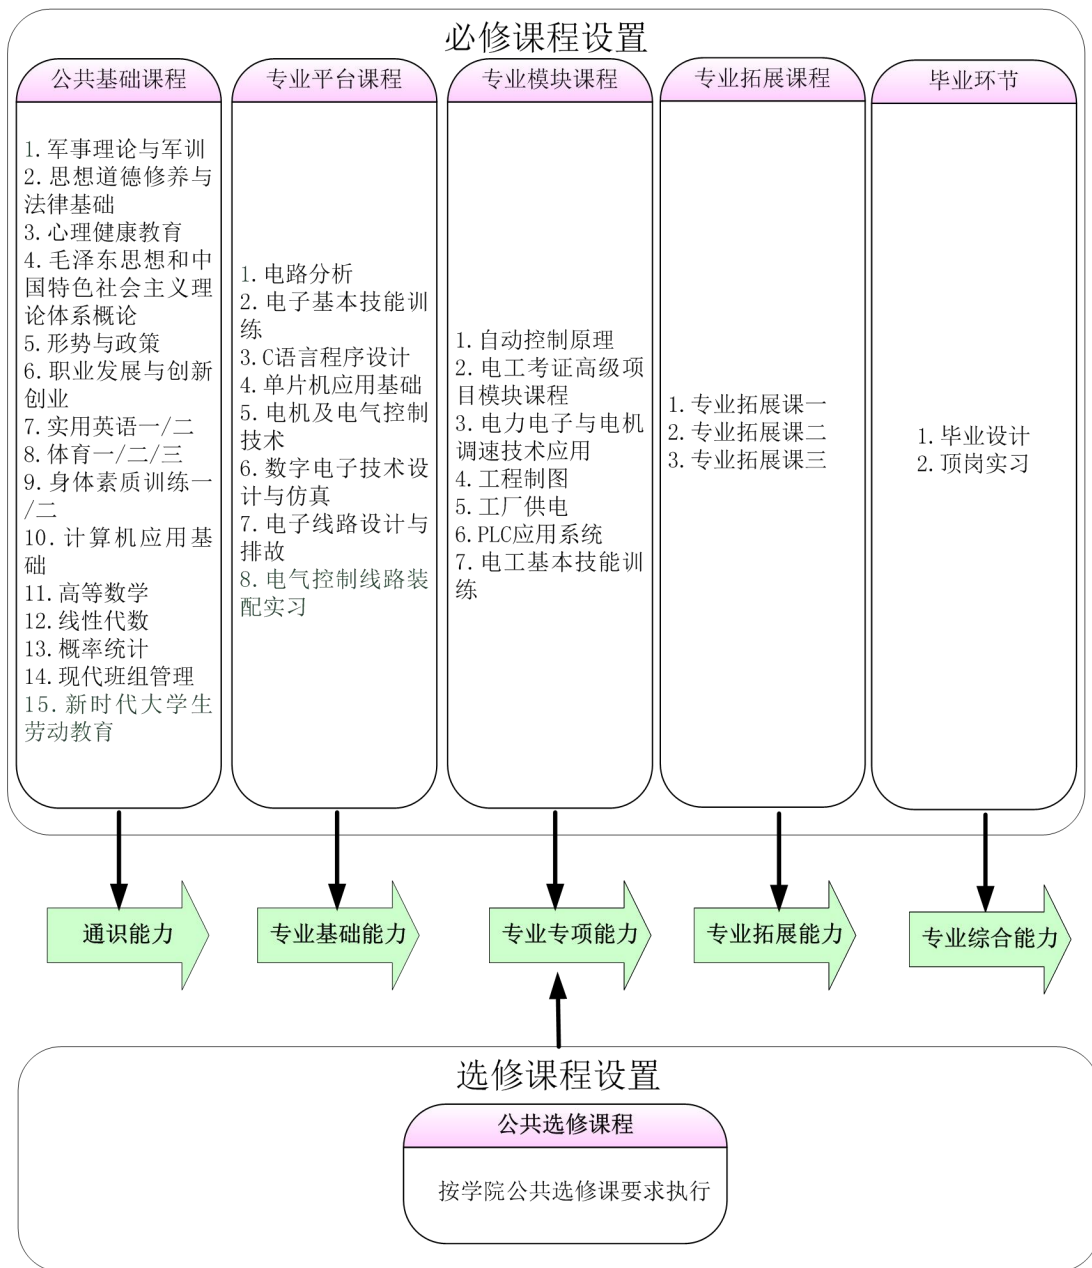 必修课程设置
公共基础课程
1.军事理论与军训
2.思想道德修养与
法律基础
3.心理健康教育
4.毛泽东思想和中
国特色社会主义理
论体系概论
5.形势与政策
6.职业发展与创新
创业
7.实用英语一/二
8.体育一/二/三
9.身体素质训练一
/二
10.计算机应用基
础
11.高等数学
12.线性代数
13.概率统计
14.现代班组管理
15.新时代大学生
劳动教育
专业平台课程
1.电路分析
2.电子基本技能训
练
3.C语言程序设计
4.单片机应用基础
5.电机及电气控制
技术
6.数字电子技术设
计与仿真
7.电子线路设计与
排故
8.电气控制线路装
配实习
专业模块课程
1.自动控制原理
2.电工考证高级项
目模块课程
3.电力电子与电机
调速技术应用
4.工程制图
5.工厂供电
6.PLC应用系统
7.电工基本技能训
练
专业拓展课程
1.专业拓展课一
2.专业拓展课二
3.专业拓展课三
毕业环节
1.毕业设计
2.顶岗实习
通识能力
专业基础能力
专业专项能力
专业拓展能力
专业综合能力
选修课程设置
公共选修课程
按学院公共选修课要求执行